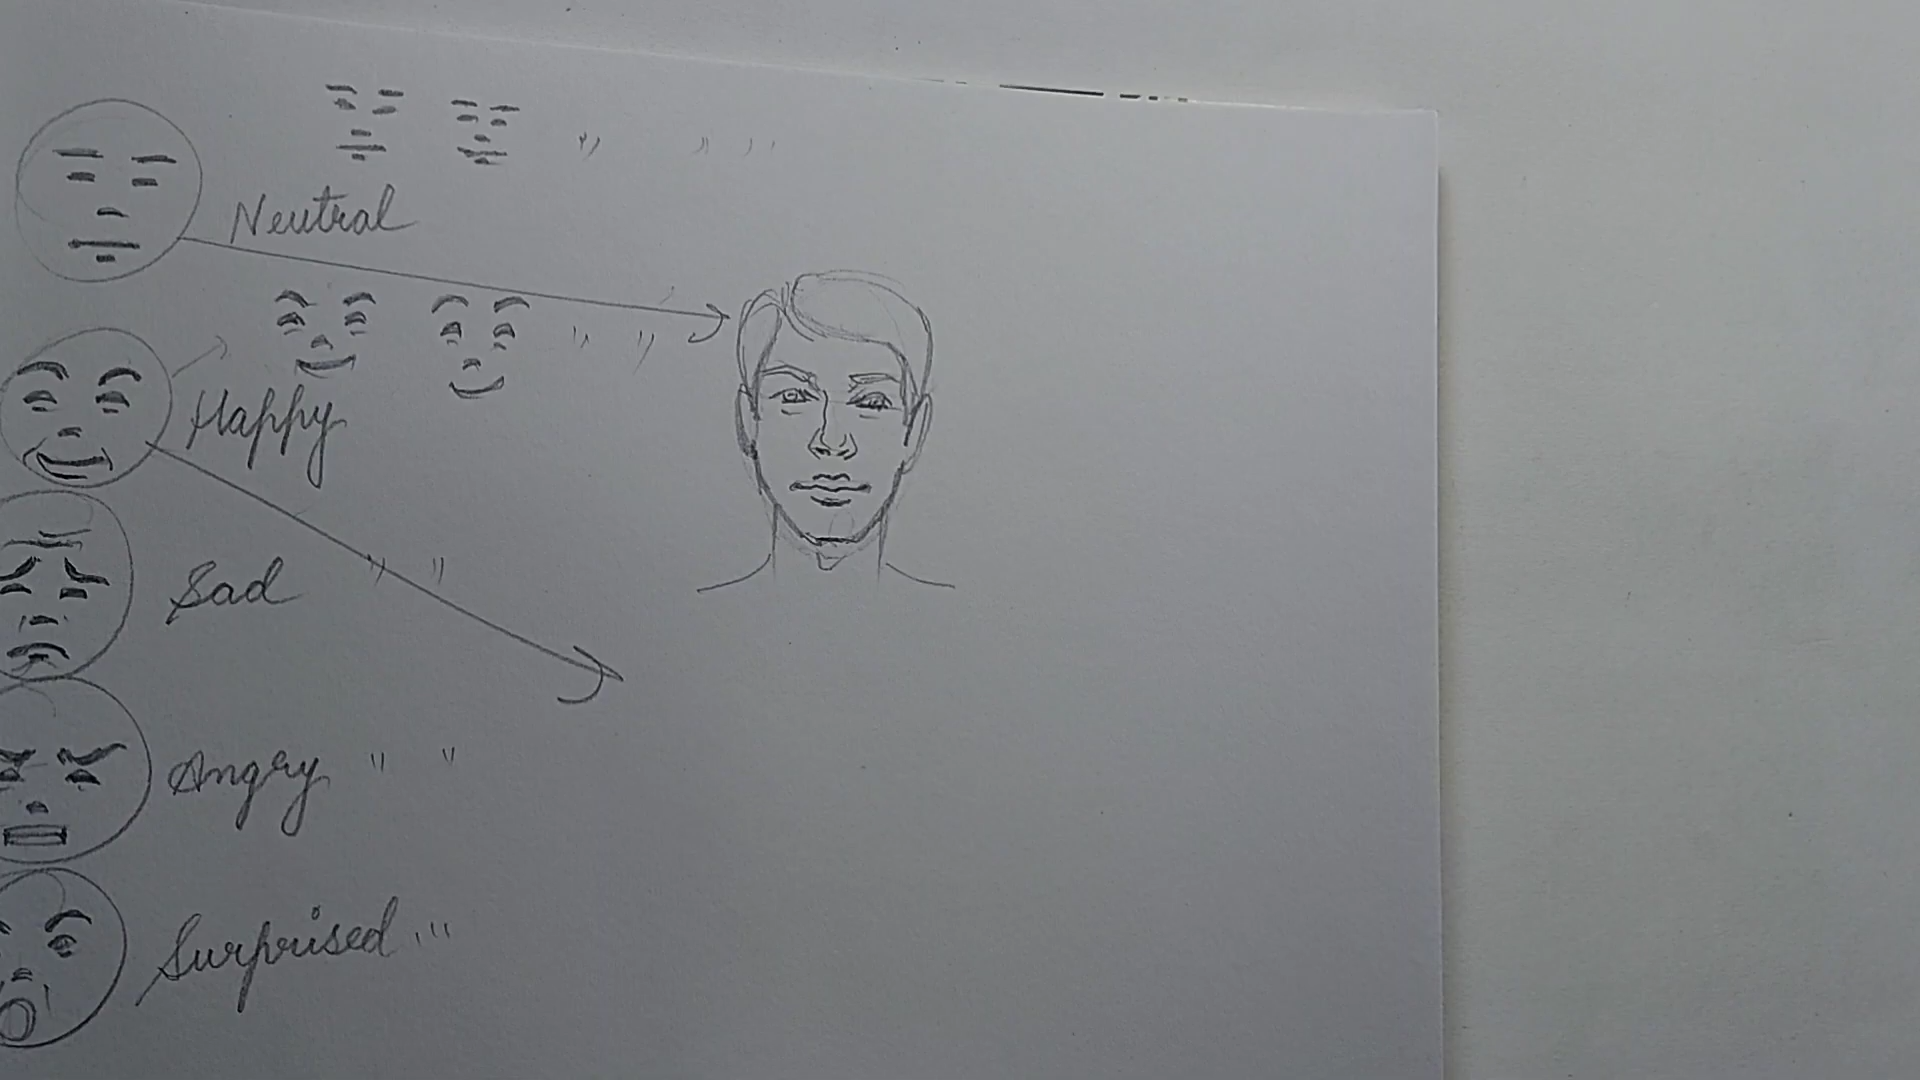 Neutral
Happy
Sad " "
Angry " "
Surprised '''